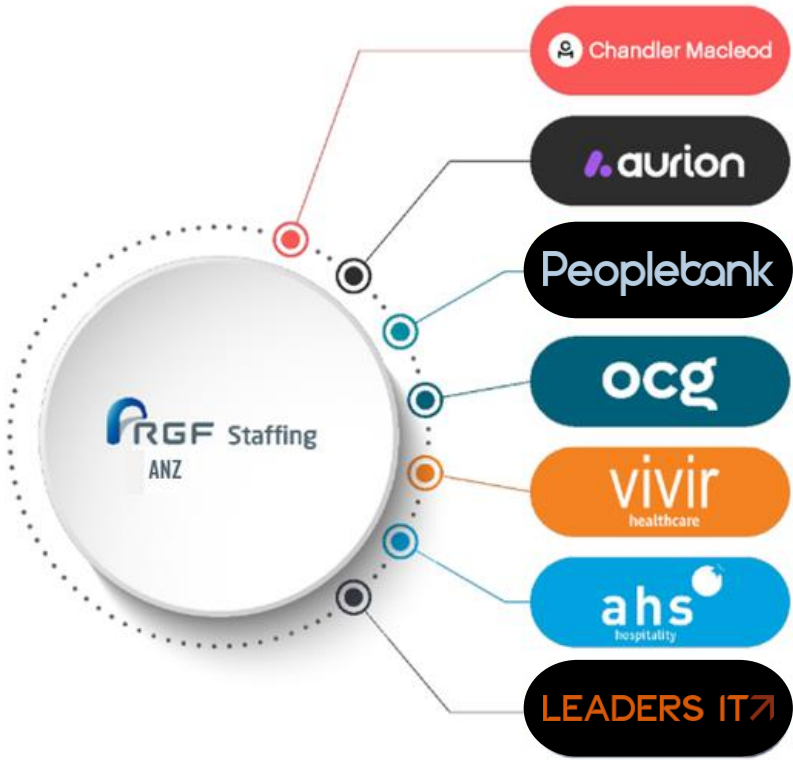 RGF Staffing
ANZ
Chandler Macleod
aurion
Peoplebank
ocg
vivir
healthcare
ahs
hospitality
LEADERS IT